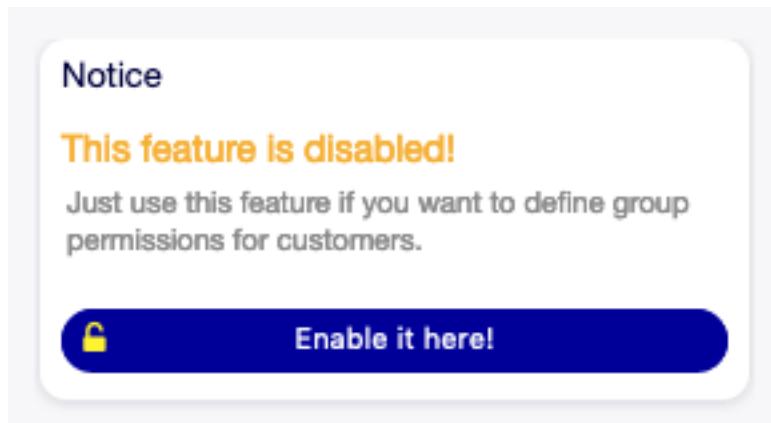 Notice
This feature is disabled!
Just use this feature if you want to define group
permissions for customers.
Enable it here!